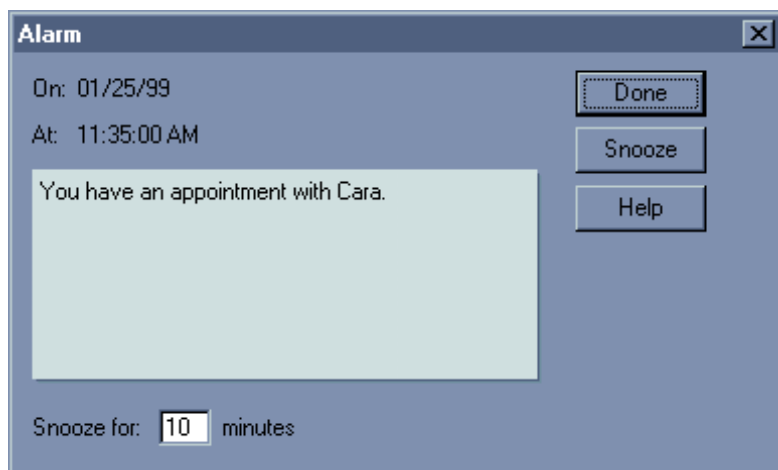 Alarm
On: 01/25/99
At: 11:35:00 AM
You have an appointment with Cara.
Snooze for: 10 minutes
Done
Snooze
Help